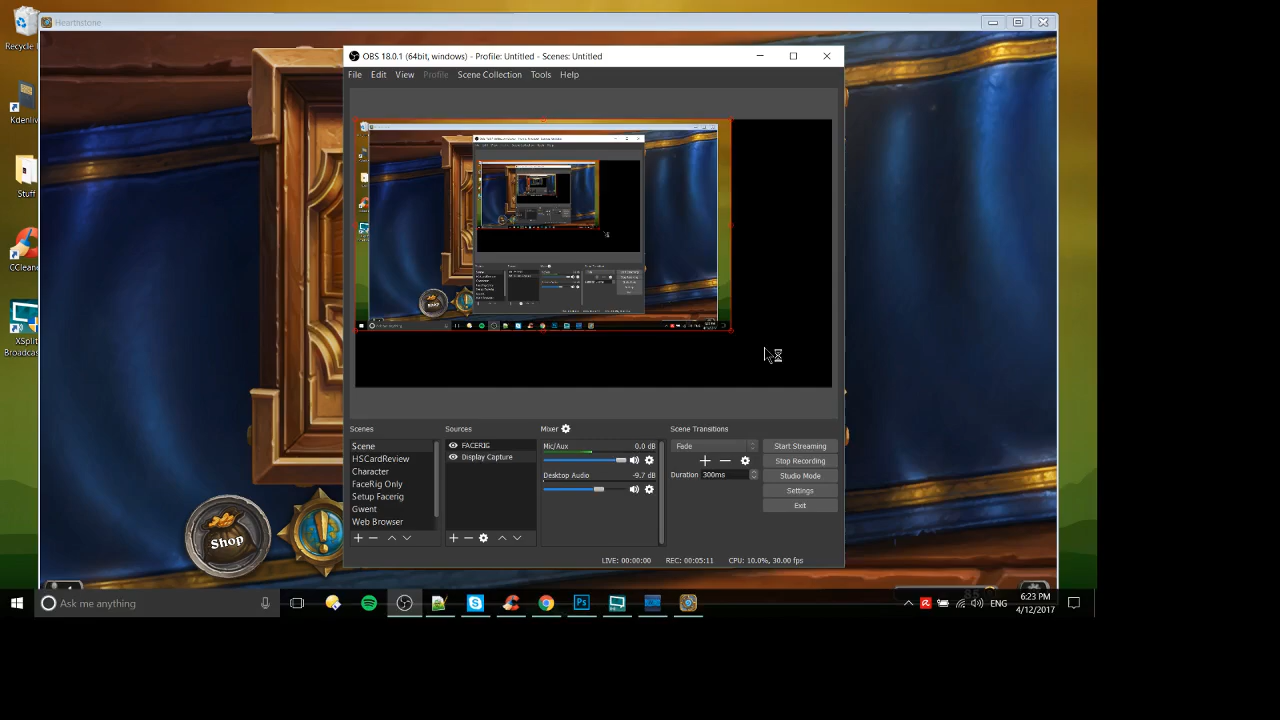 Hearthstone
Recycle
OBS 18.0.1 (64bit, windows) - Profile: Untitled - Scenes: Untitled
File Edit View Profile Scene Collection Tools Help
Kdenliv
Stuff
CCleane
XSplit
Broadcas
Shop
Scenes Sources Mixer Scene Transitions
Scene
HSCardReview
Character
FaceRig Only
Setup Facerig
Gwent
Web Browser
FACERIG
Display Capture
Mic/Aux 0.0 dB
Desktop Audio -9.7 dB
Fade
Duration 300ms
Start Streaming
Stop Recording
Studio Mode
Settings
Exit
LIVE: 00:00:00 REC: 00:05:11 CPU: 10.0%, 30.00 fps
Ask me anything
ENG
6:23 PM
4/12/2017